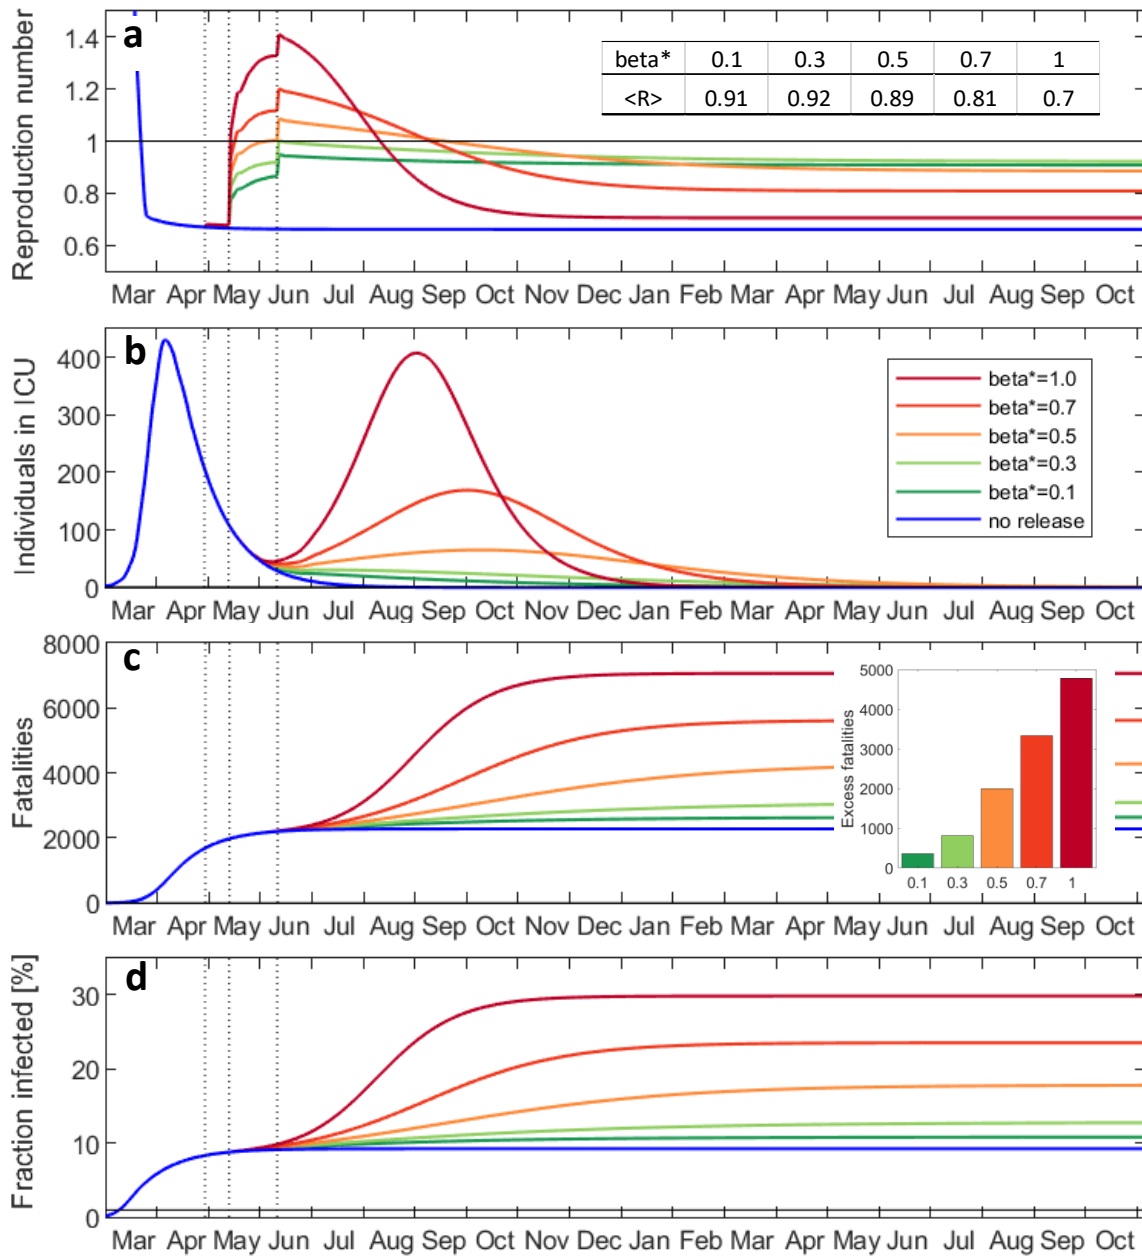 a
Reproduction number
1.4
1.2
1
0.8
0.6
beta* 0.1 0.3 0.5 0.7 1
<R> 0.91 0.92 0.89 0.81 0.7
Mar Apr May Jun Jul Aug Sep Oct Nov Dec Jan Feb Mar Apr May Jun Jul Aug Sep Oct
b
Individuals in ICU
400
300
200
100
0
beta*=1.0
beta*=0.7
beta*=0.5
beta*=0.3
beta*=0.1
no release
Mar Apr May Jun Jul Aug Sep Oct Nov Dec Jan Feb Mar Apr May Jun Jul Aug Sep Oct
c
Fatalities
8000
6000
4000
2000
0
Excess fatalities
5000
4000
3000
2000
1000
0
0.1 0.3 0.5 0.7 1
Mar Apr May Jun Jul Aug Sep Oct Nov Dec Jan Feb Mar Apr May Jun Jul Aug Sep Oct
d
Fraction infected [%]
30
20
10
0
Mar Apr May Jun Jul Aug Sep Oct Nov Dec Jan Feb Mar Apr May Jun Jul Aug Sep Oct